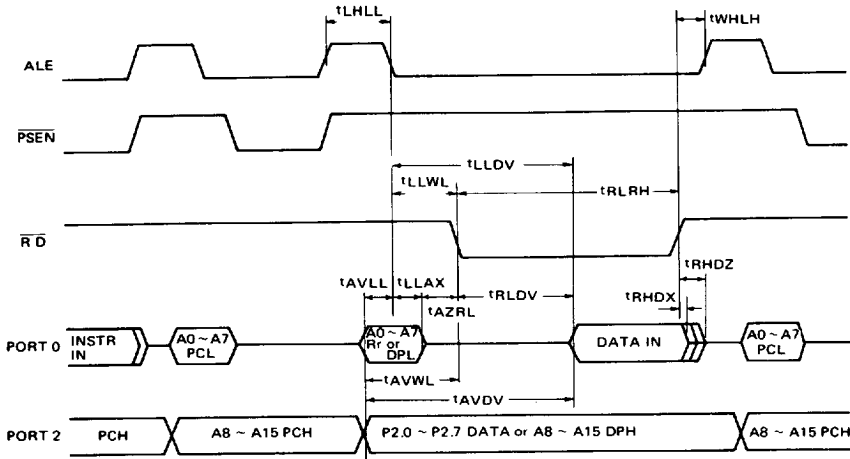 tLHLL
tWHLH
ALE
PSEN
tLLDV
tLLWL
tRLRH
RD
tRHDZ
tAVLL
tLLAX
tRLDV
tRHDX
tAZRL
PORT 0
INSTR
IN
A0 ~ A7
PCL
A0 ~ A7
Rr or
DPL
DATA IN
A0 ~ A7
PCL
tAVWL
tAVDV
PORT 2
PCH
A8 ~ A15 PCH
P2.0 ~ P2.7 DATA or A8 ~ A15 DPH
A8 ~ A15 PCH